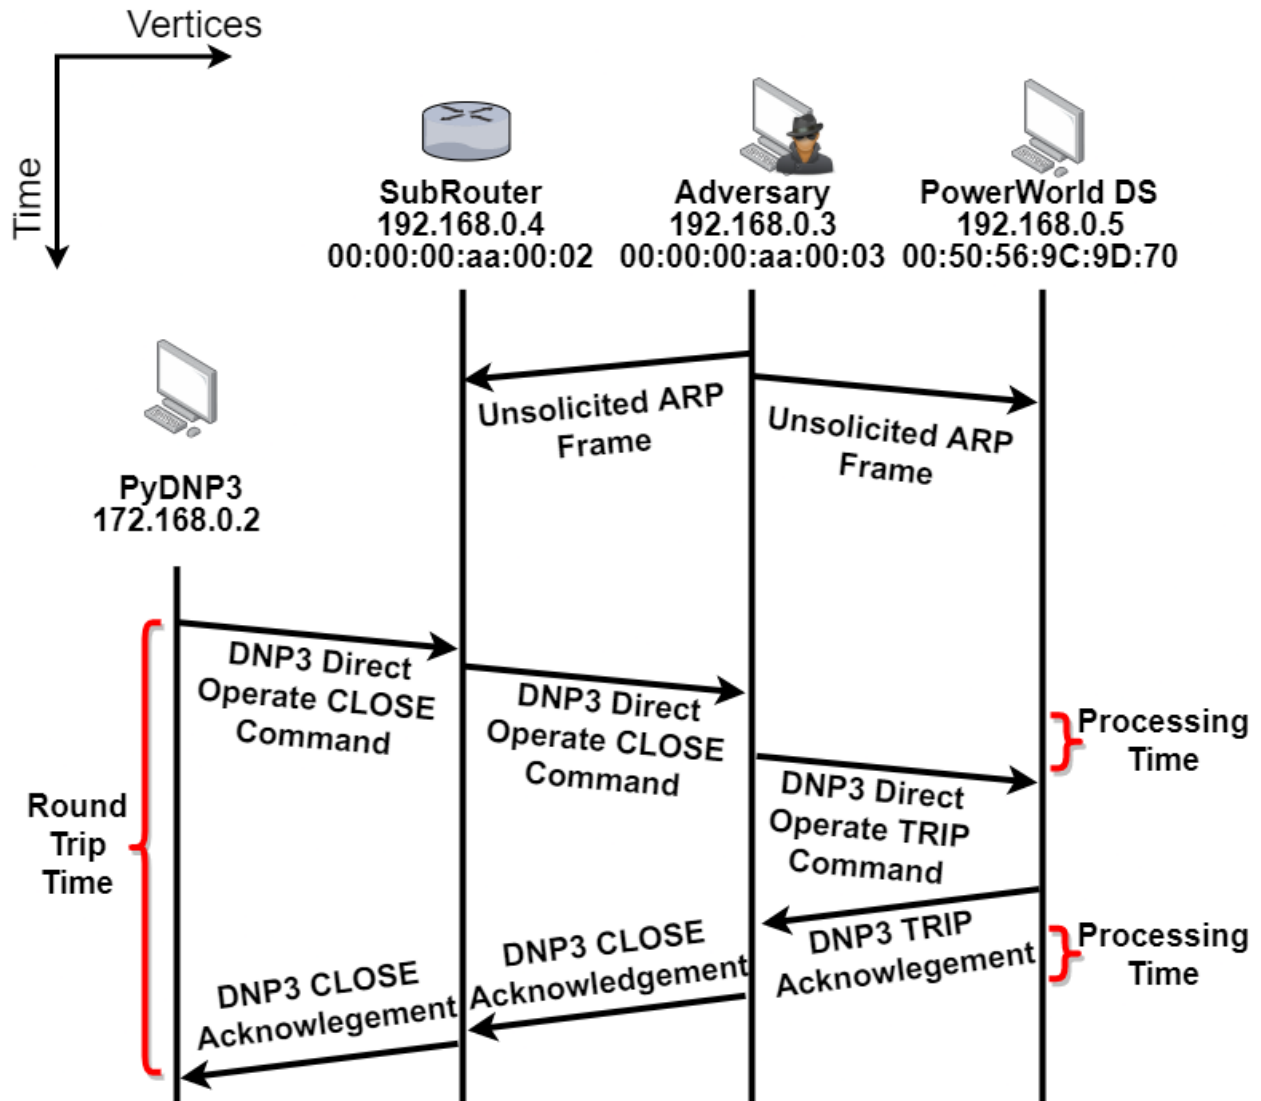 Vertices
Time
SubRouter
192.168.0.4
00:00:00:aa:00:02
Adversary
192.168.0.3
00:00:00:aa:00:03
PowerWorld DS
192.168.0.5
00:50:56:9C:9D:70
Unsolicited ARP
Frame
Unsolicited ARP
Frame
PyDNP3
172.168.0.2
DNP3 Direct
Operate CLOSE
Command
DNP3 Direct
Operate CLOSE
Command
Processing
Time
DNP3 Direct
Operate TRIP
Command
Round
Trip
Time
DNP3 TRIP
Acknowlegement
Processing
Time
DNP3 CLOSE
Acknowledgement
DNP3 CLOSE
Acknowlegement